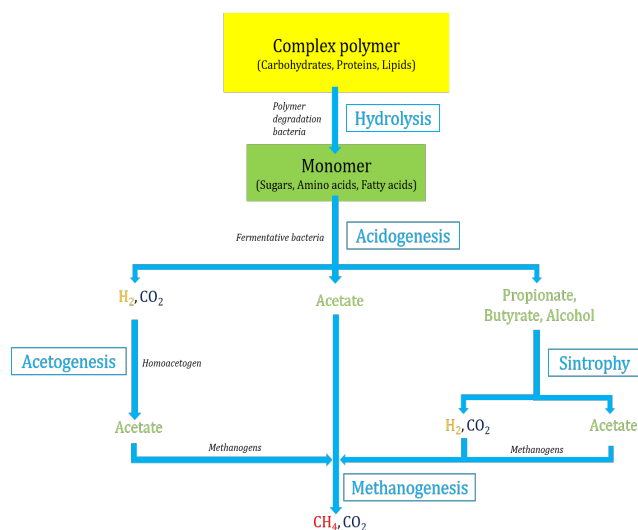 Complex polymer
(Carbohydrates, Proteins, Lipids)
Polymer
degradation
bacteria
Hydrolysis
Monomer
(Sugars, Amino acids, Fatty acids)
Fermentative bacteria
Acidogenesis
H₂, CO₂
Acetate
Propionate,
Butyrate, Alcohol
Acetogenesis
Homoacetogen
Sintrophy
Acetate
H₂, CO₂
Acetate
Methanogens
Methanogens
Methanogenesis
CH₄, CO₂